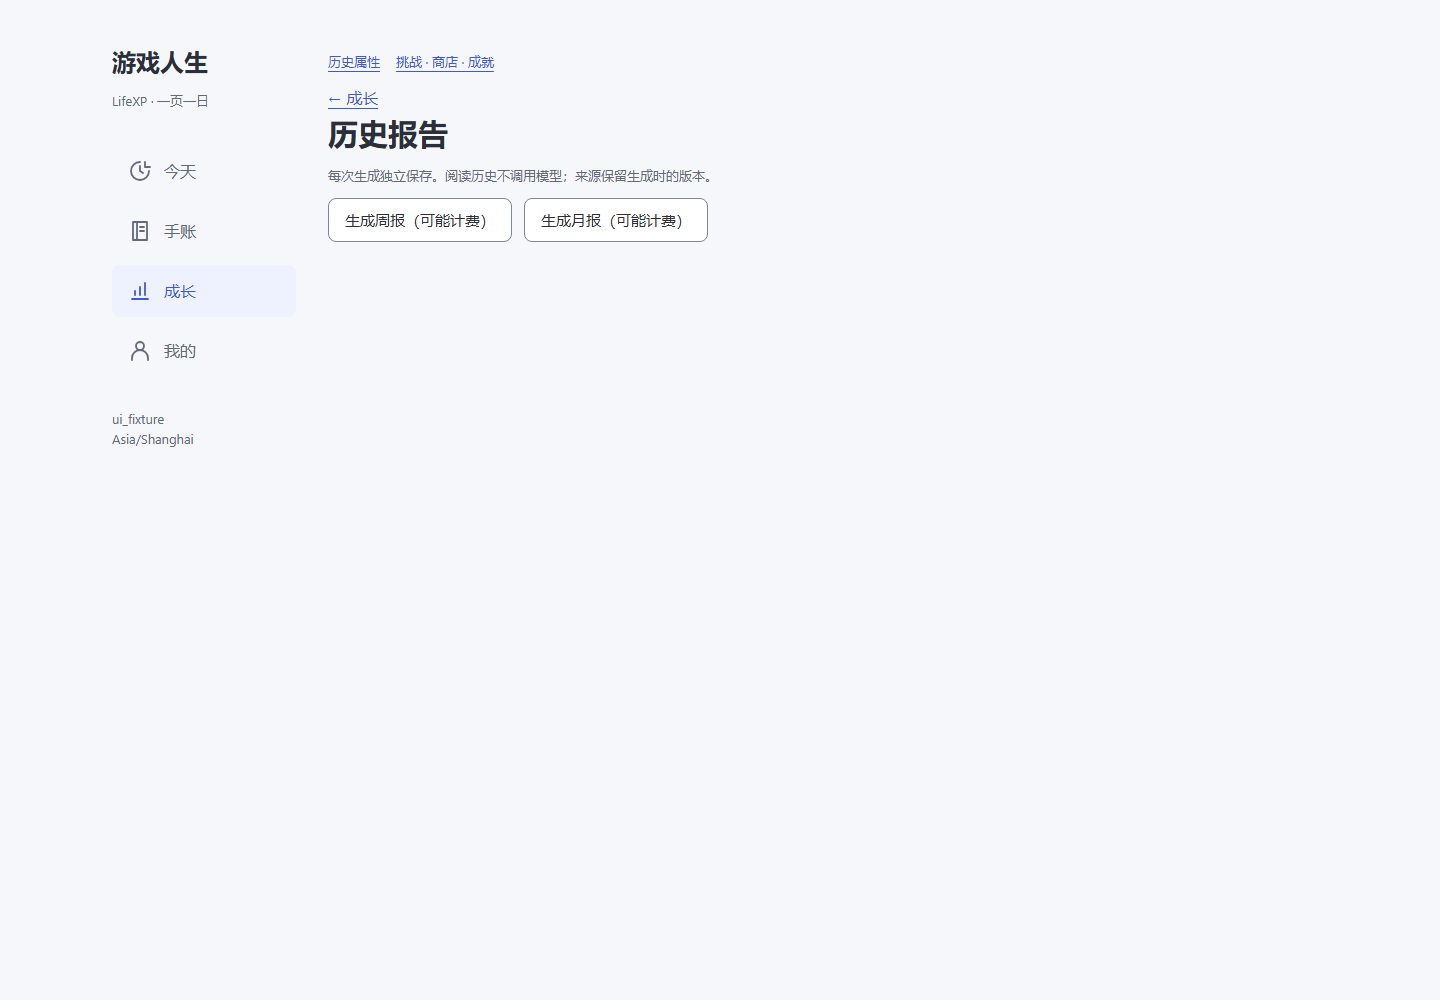 游戏人生
LifeXP · 一页一日
今天
手账
成长
我的
ui_fixture
Asia/Shanghai
历史属性 挑战 · 商店 · 成就
← 成长
历史报告
每次生成独立保存。阅读历史不调用模型；来源保留生成时的版本。
生成周报（可能计费） 生成月报（可能计费）